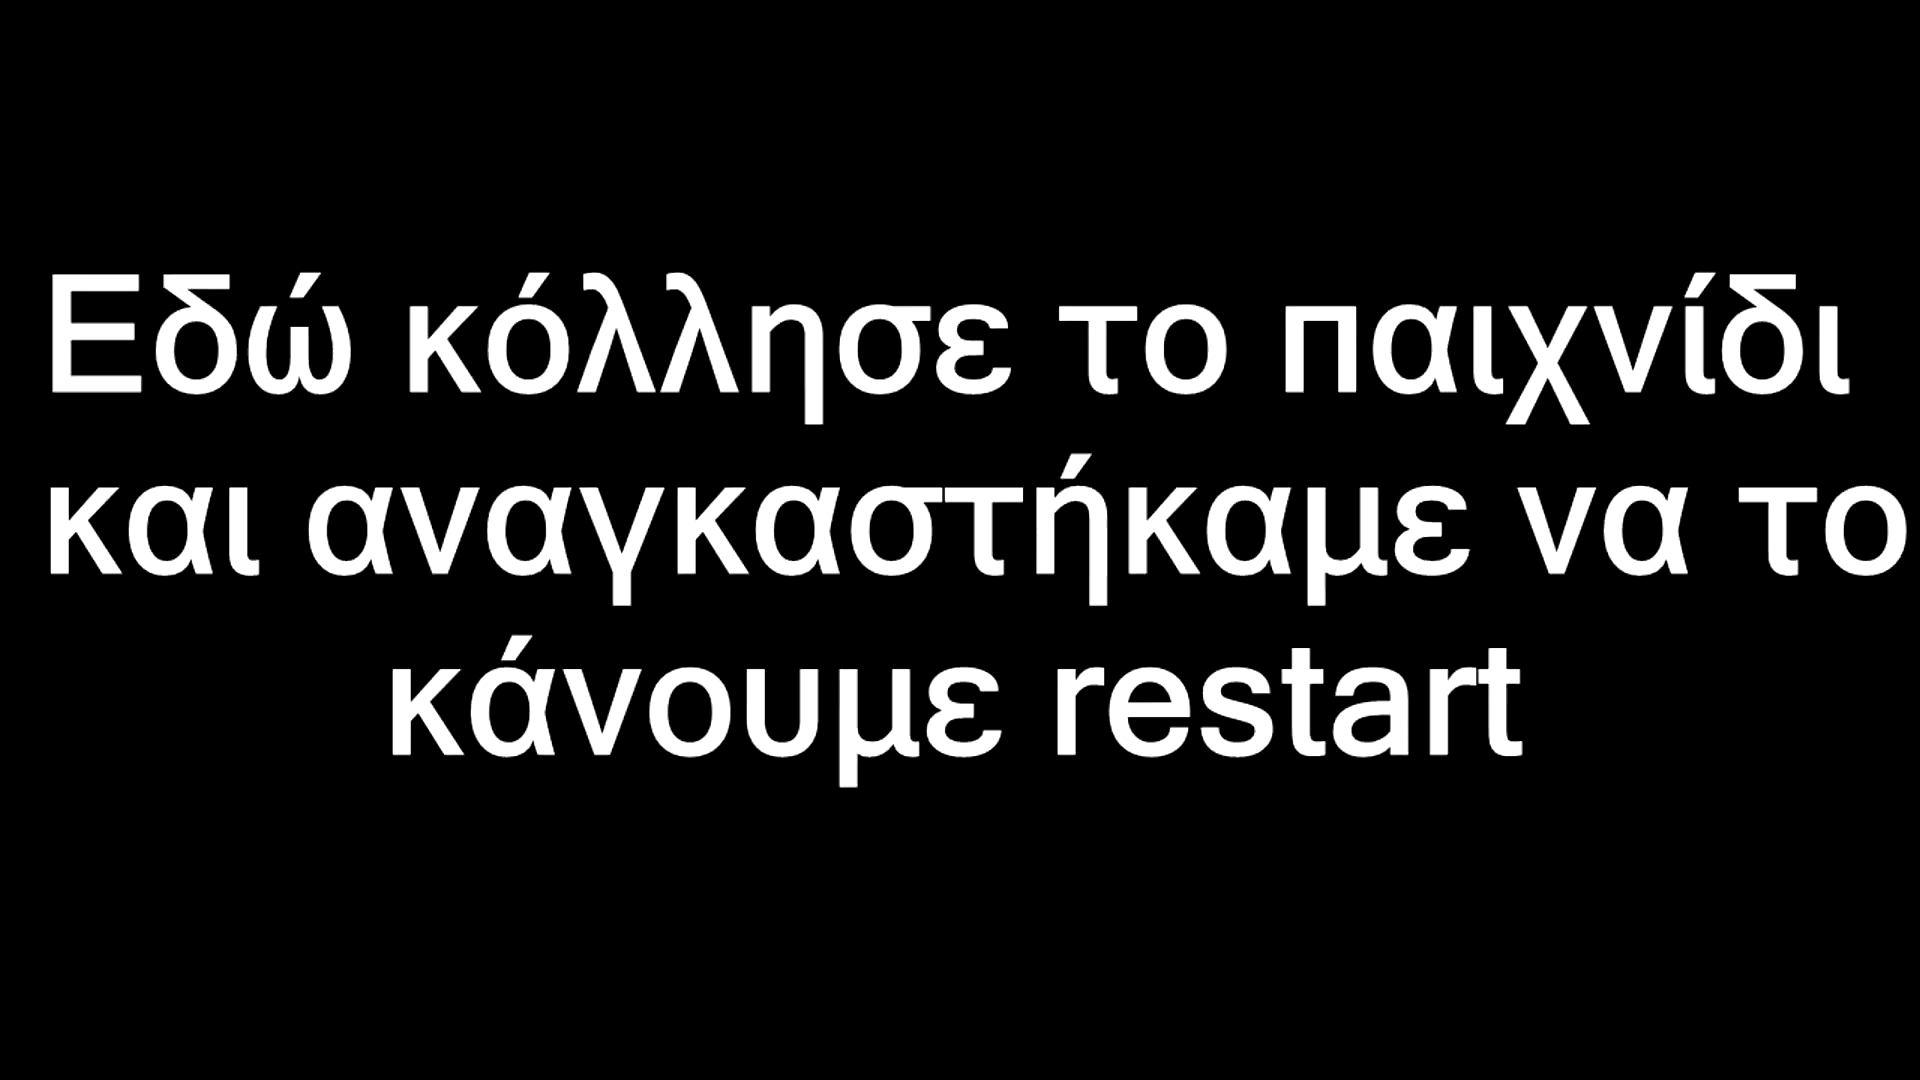 Εδώ κόλλησε το παιχνίδι
και αναγκαστήκαμε να το
κάνουμε restart